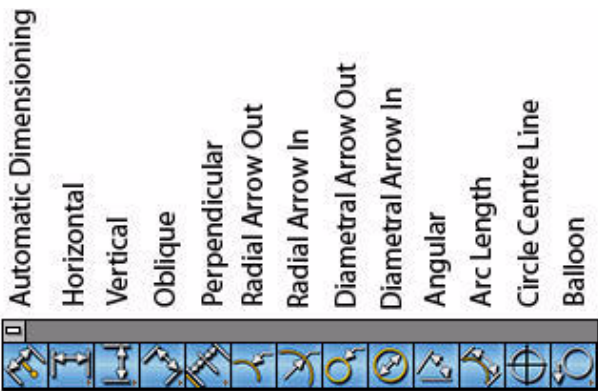 Automatic Dimensioning
Horizontal
Vertical
Oblique
Perpendicular
Radial Arrow Out
Radial Arrow In
Diametral Arrow Out
Diametral Arrow In
Angular
Arc Length
Circle Centre Line
Balloon